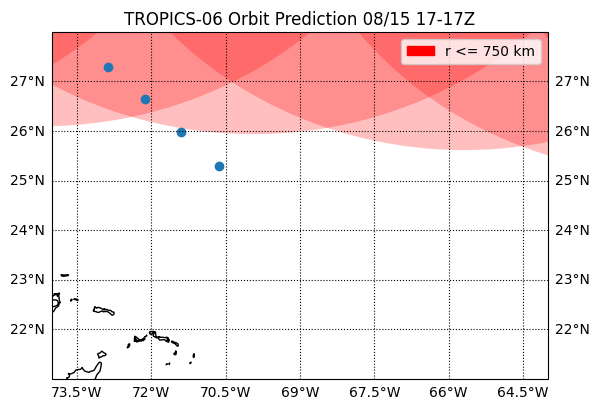 TROPICS-06 Orbit Prediction 08/15 17-17Z
r <= 750 km
27°N 27°N
26°N 26°N
25°N 25°N
24°N 24°N
23°N 23°N
22°N 22°N
73.5°W 72°W 70.5°W 69°W 67.5°W 66°W 64.5°W